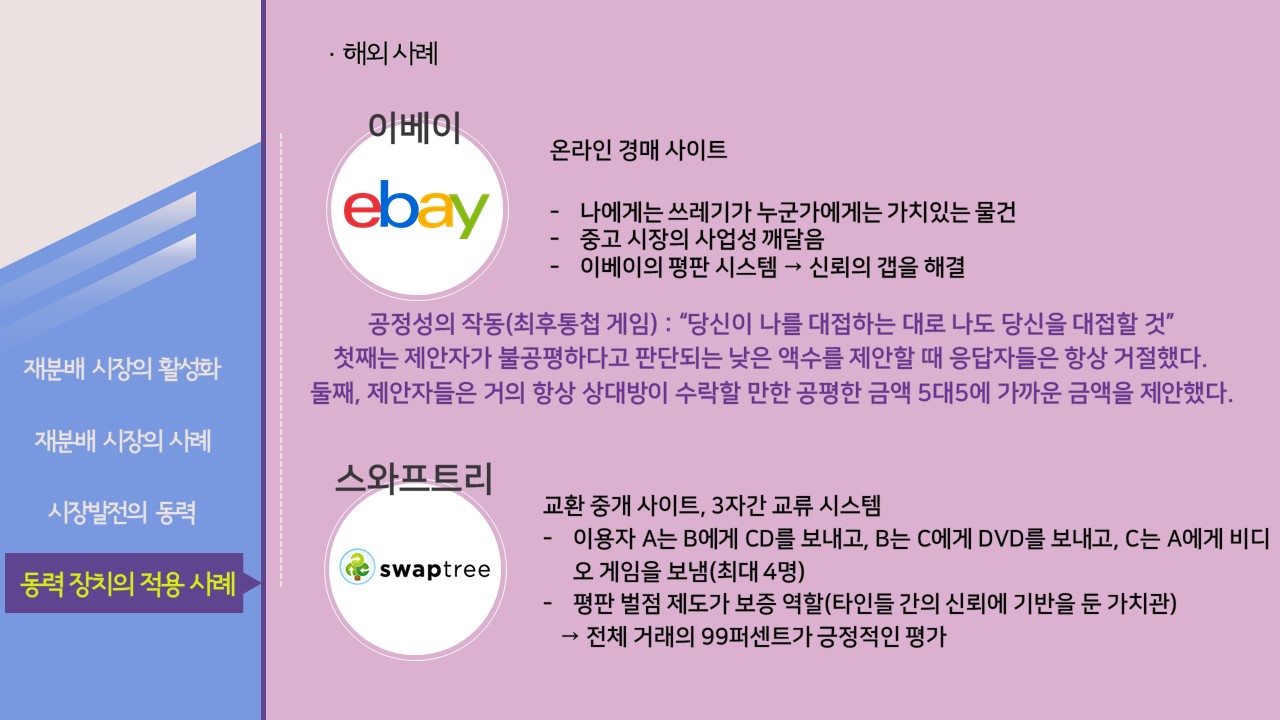 · 해외 사례
이베이
ebay
온라인 경매 사이트
- 나에게는 쓰레기가 누군가에게는 가치있는 물건
- 중고 시장의 사업성 깨달음
- 이베이의 평판 시스템 → 신뢰의 갭을 해결
공정성의 작동(최후통첩 게임) : “당신이 나를 대접하는 대로 나도 당신을 대접할 것”
첫째는 제안자가 불공평하다고 판단되는 낮은 액수를 제안할 때 응답자들은 항상 거절했다.
둘째, 제안자들은 거의 항상 상대방이 수락할 만한 공평한 금액 5대5에 가까운 금액을 제안했다.
스와프트리
swaptree
교환 중개 사이트, 3자간 교류 시스템
- 이용자 A는 B에게 CD를 보내고, B는 C에게 DVD를 보내고, C는 A에게 비디
오 게임을 보냄(최대 4명)
- 평판 벌점 제도가 보증 역할(타인들 간의 신뢰에 기반을 둔 가치관)
→ 전체 거래의 99퍼센트가 긍정적인 평가
재분배 시장의 활성화
재분배 시장의 사례
시장발전의 동력
동력 장치의 적용 사례